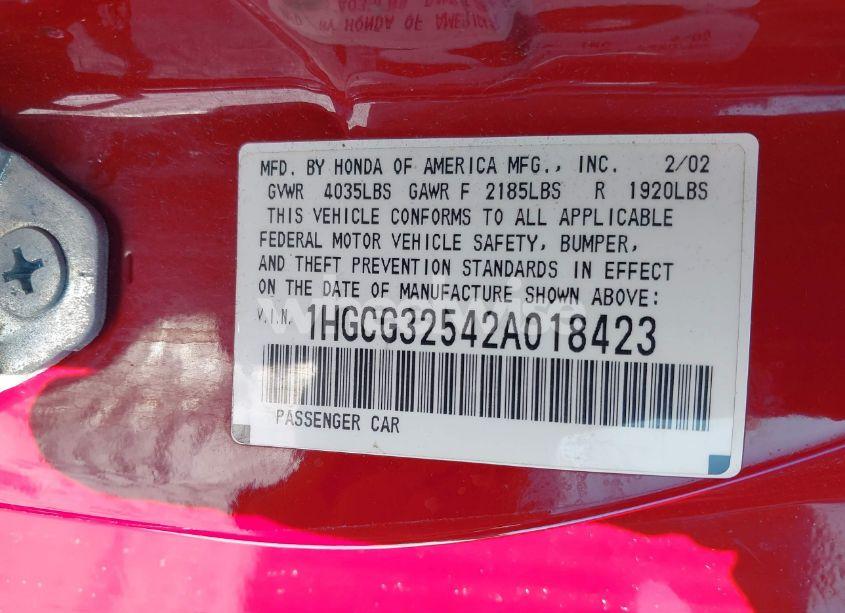 MFD. BY HONDA OF AMERICA MFG., INC. 2/02
GVWR 4035LBS GAWR F 2185LBS R 1920LBS
THIS VEHICLE CONFORMS TO ALL APPLICABLE
FEDERAL MOTOR VEHICLE SAFETY, BUMPER,
AND THEFT PREVENTION STANDARDS IN EFFECT
ON THE DATE OF MANUFACTURE SHOWN ABOVE:
V.I.N. 1HGCG32542A018423
PASSENGER CAR